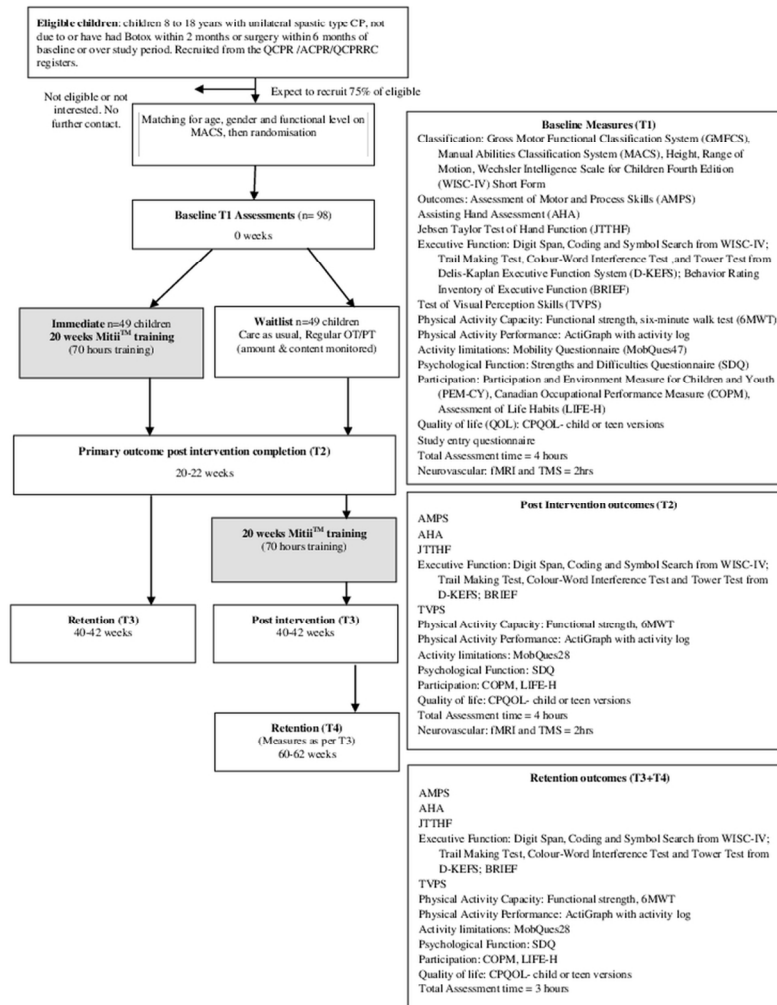 Eligible children: children 8 to 18 years with unilateral spastic type CP, not
due to or have had Botox within 2 months or surgery within 6 months of
baseline or over study period. Recruited from the QCPR /ACPR/QCPRRC
registers.
Expect to recruit 75% of eligible
Not eligible or not
interested. No
further contact.
Matching for age, gender and functional level on
MACS, then randomisation
Baseline T1 Assessments (n= 98)
0 weeks
Immediate n=49 children
20 weeks Mitii™ training
(70 hours training)
Waitlist n=49 children
Care as usual, Regular OT/PT
(amount & content monitored)
Primary outcome post intervention completion (T2)
20-22 weeks
20 weeks Mitii™ training
(70 hours training)
Retention (T3)
40-42 weeks
Post intervention (T3)
40-42 weeks
Retention (T4)
(Measures as per T3)
60-62 weeks
Baseline Measures (T1)
Classification: Gross Motor Functional Classification System (GMFCS),
Manual Abilities Classification System (MACS), Height, Range of
Motion, Wechsler Intelligence Scale for Children Fourth Edition
(WISC-IV) Short Form
Outcomes: Assessment of Motor and Process Skills (AMPS)
Assisting Hand Assessment (AHA)
Jebsen Taylor Test of Hand Function (JTTHF)
Executive Function: Digit Span, Coding and Symbol Search from WISC-IV;
Trail Making Test, Colour-Word Interference Test ,and Tower Test from
Delis-Kaplan Executive Function System (D-KEFS); Behavior Rating
Inventory of Executive Function (BRIEF)
Test of Visual Perception Skills (TVPS)
Physical Activity Capacity: Functional strength, six-minute walk test (6MWT)
Physical Activity Performance: ActiGraph with activity log
Activity limitations: Mobility Questionnaire (MobQues47)
Psychological Function: Strengths and Difficulties Questionnaire (SDQ)
Participation: Participation and Environment Measure for Children and Youth
(PEM-CY), Canadian Occupational Performance Measure (COPM),
Assessment of Life Habits (LIFE-H)
Quality of life (QOL): CPQOL- child or teen versions
Study entry questionnaire
Total Assessment time = 4 hours
Neurovascular: fMRI and TMS = 2hrs
Post Intervention outcomes (T2)
AMPS
AHA
JTTHF
Executive Function: Digit Span, Coding and Symbol Search from WISC-IV;
Trail Making Test, Colour-Word Interference Test and Tower Test from
D-KEFS; BRIEF
TVPS
Physical Activity Capacity: Functional strength, 6MWT
Physical Activity Performance: ActiGraph with activity log
Activity limitations: MobQues28
Psychological Function: SDQ
Participation: COPM, LIFE-H
Quality of life: CPQOL- child or teen versions
Total Assessment time = 4 hours
Neurovascular: fMRI and TMS = 2hrs
Retention outcomes (T3+T4)
AMPS
AHA
JTTHF
Executive Function: Digit Span, Coding and Symbol Search from WISC-IV;
Trail Making Test, Colour-Word Interference Test and Tower Test from
D-KEFS; BRIEF
TVPS
Physical Activity Capacity: Functional strength, 6MWT
Physical Activity Performance: ActiGraph with activity log
Activity limitations: MobQues28
Psychological Function: SDQ
Participation: COPM, LIFE-H
Quality of life: CPQOL- child or teen versions
Total Assessment time = 3 hours